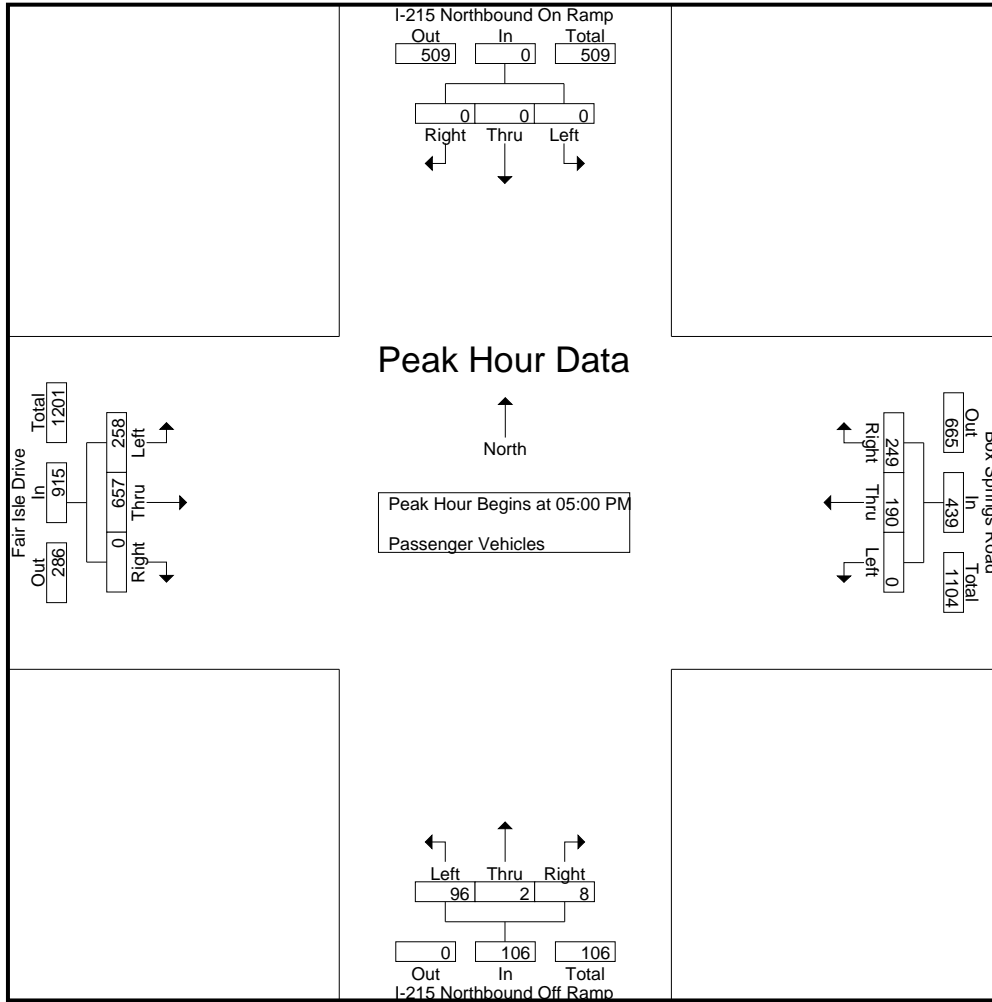 I-215 Northbound On Ramp
Out In Total
509 0 509
0 0 0
Right Thru Left
Peak Hour Data
North
Peak Hour Begins at 05:00 PM
Passenger Vehicles
Fair Isle Drive
Out In Total
286 915 1201
258 657 0
Left Thru Right
Box Springs Road
Out In Total
665 439 1104
249 190 0
Right Thru Left
Left Thru Right
96 2 8
0 106 106
Out In Total
I-215 Northbound Off Ramp